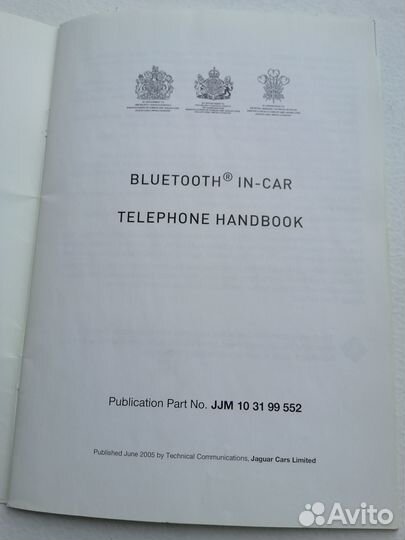 BLUETOOTH® IN-CAR
TELEPHONE HANDBOOK
Publication Part No. JJM 10 31 99 552
Published June 2005 by Technical Communications, Jaguar Cars Limited
Avito